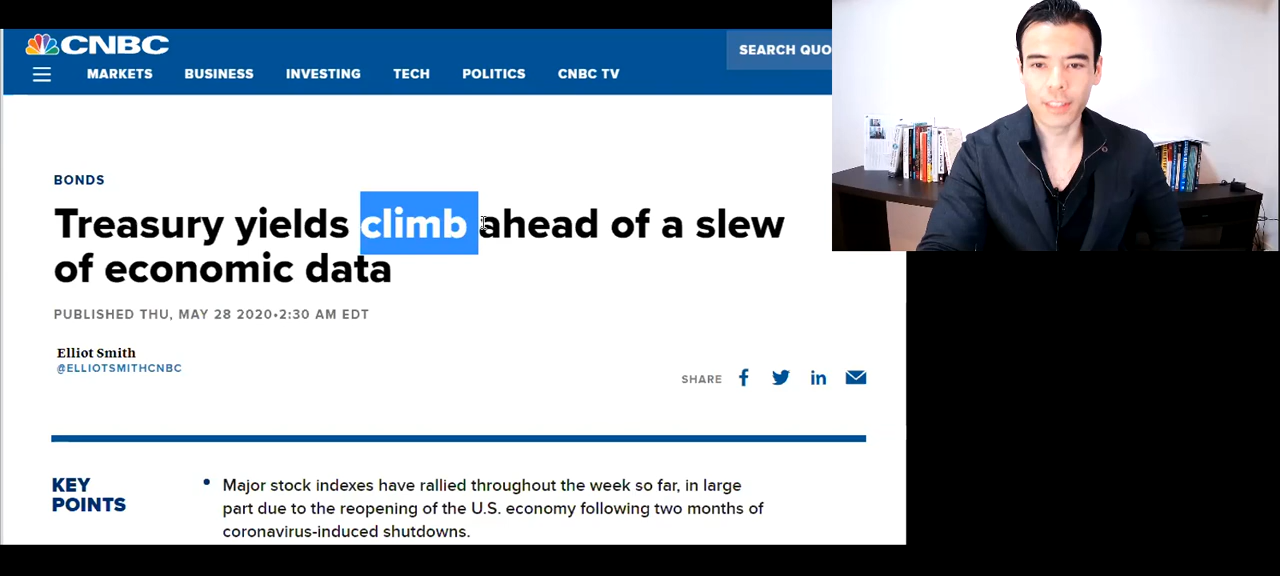 CNBC
SEARCH QUO
MARKETS BUSINESS INVESTING TECH POLITICS CNBC TV
BONDS
Treasury yields climb ahead of a slew
of economic data
PUBLISHED THU, MAY 28 2020•2:30 AM EDT
Elliot Smith
@ELLIOTSMITHCNBC
SHARE
KEY
POINTS
• Major stock indexes have rallied throughout the week so far, in large
part due to the reopening of the U.S. economy following two months of
coronavirus-induced shutdowns.